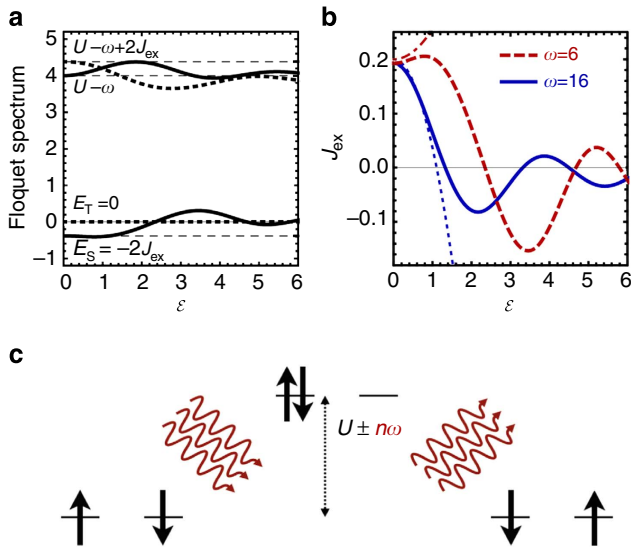 a
b
5
4
3
2
1
0
−1
Floquet spectrum
U−ω+2Jex
U−ω
ET=0
ES=−2Jex
0 1 2 3 4 5 6
ℰ
0.2
0.1
0.0
−0.1
Jex
ω=6
ω=16
0 1 2 3 4 5 6
ℰ
c
U ± nω